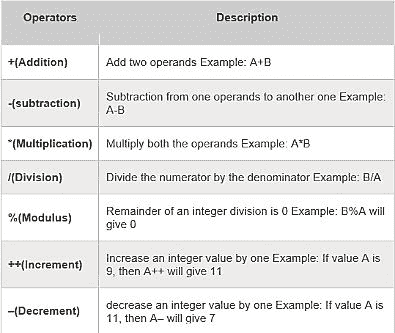 Operators Description
+(Addition) Add two operands Example: A+B
-(subtraction) Subtraction from one operands to another one Example:
A-B
*(Multiplication) Multiply both the operands Example: A*B
/(Division) Divide the numerator by the denominator Example: B/A
%(Modulus) Remainder of an integer division is 0 Example: B%A will
give 0
++(Increment) Increase an integer value by one Example: If value A is
9, then A++ will give 11
–(Decrement) decrease an integer value by one Example: If value A is
11, then A– will give 7